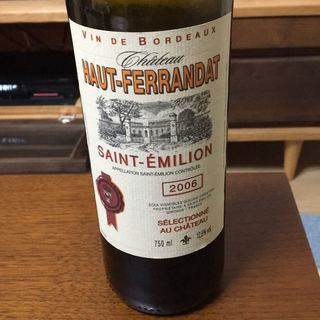 VIN DE BORDEAUX
Château
HAUT-FERRANDAT
SAINT-ÉMILION
APPELLATION SAINT-ÉMILION CONTRÔLÉE
2006
SÉLECTIONNÉ
AU CHÂTEAU
750 ml